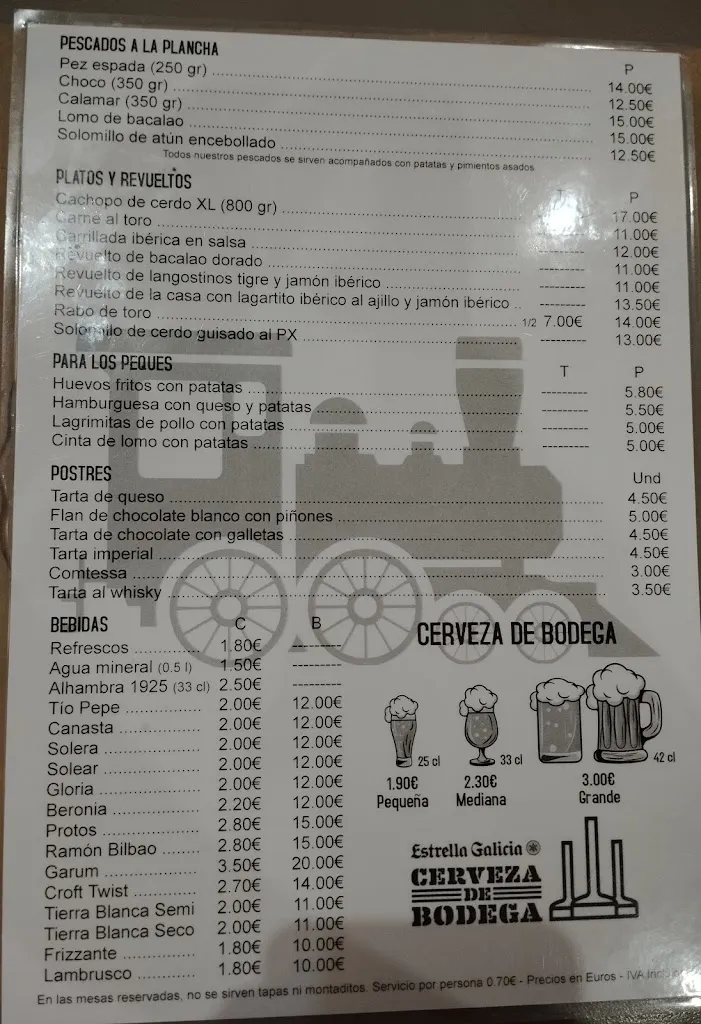 PESCADOS A LA PLANCHA P
Pez espada (250 gr) 14.00€
Choco (350 gr) 12.50€
Calamar (350 gr) 15.00€
Lomo de bacalao 15.00€
Solomillo de atún encebollado 12.50€
Todos nuestros pescados se sirven acompañados con patatas y pimientos asados
PLATOS Y REVUELTOS T P
Cachopo de cerdo XL (800 gr) 17.00€
Carne al toro 11.00€
Carrillada ibérica en salsa 12.00€
Revuelto de bacalao dorado 11.00€
Revuelto de langostinos tigre y jamón ibérico 11.00€
Revuelto de la casa con lagartito ibérico al ajillo y jamón ibérico 13.50€
Rabo de toro 1/2 7.00€ 14.00€
Solomillo de cerdo guisado al PX 13.00€
PARA LOS PEQUES T P
Huevos fritos con patatas 5.80€
Hamburguesa con queso y patatas 5.50€
Lagrimitas de pollo con patatas 5.00€
Cinta de lomo con patatas 5.00€
POSTRES Und
Tarta de queso 4.50€
Flan de chocolate blanco con piñones 5.00€
Tarta de chocolate con galletas 4.50€
Tarta imperial 4.50€
Comtessa 3.00€
Tarta al whisky 3.50€
BEBIDAS C B
Refrescos 1.80€
Agua mineral (0.5 l) 1.50€
Alhambra 1925 (33 cl) 2.50€
Tío Pepe 2.00€ 12.00€
Canasta 2.00€ 12.00€
Solera 2.00€ 12.00€
Solear 2.00€ 12.00€
Gloria 2.00€ 12.00€
Beronia 2.20€ 12.00€
Protos 2.80€ 15.00€
Ramón Bilbao 2.80€ 15.00€
Garum 3.50€ 20.00€
Croft Twist 2.70€ 14.00€
Tierra Blanca Semi 2.00€ 11.00€
Tierra Blanca Seco 2.00€ 11.00€
Frizzante 1.80€ 10.00€
Lambrusco 1.80€ 10.00€
CERVEZA DE BODEGA
25 cl 33 cl 42 cl
1.90€ 2.30€ 3.00€
Pequeña Mediana Grande
Estrella Galicia
CERVEZA
DE
BODEGA
En las mesas reservadas, no se sirven tapas ni montaditos. Servicio por persona 0.70€ - Precios en Euros - IVA